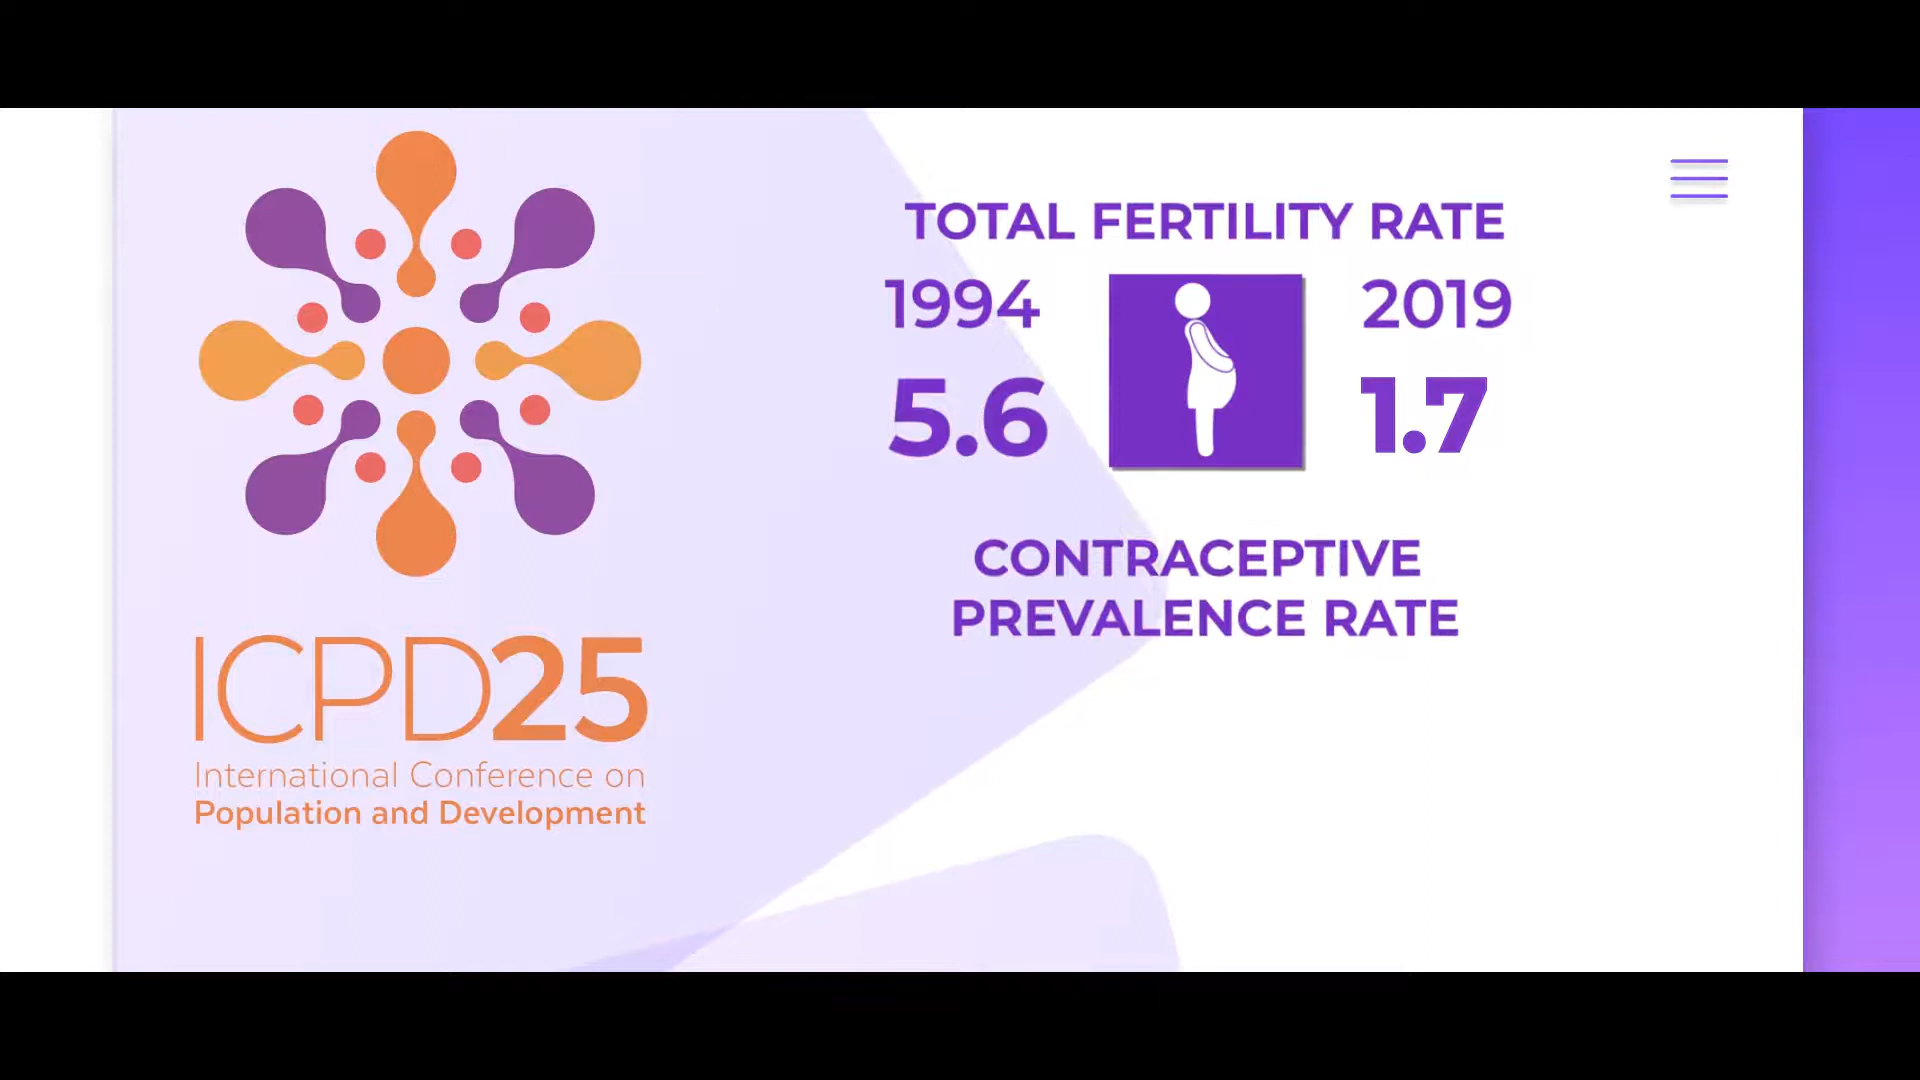 ICPD25
International Conference on
Population and Development
TOTAL FERTILITY RATE
1994
2019
5.6
1.7
CONTRACEPTIVE
PREVALENCE RATE